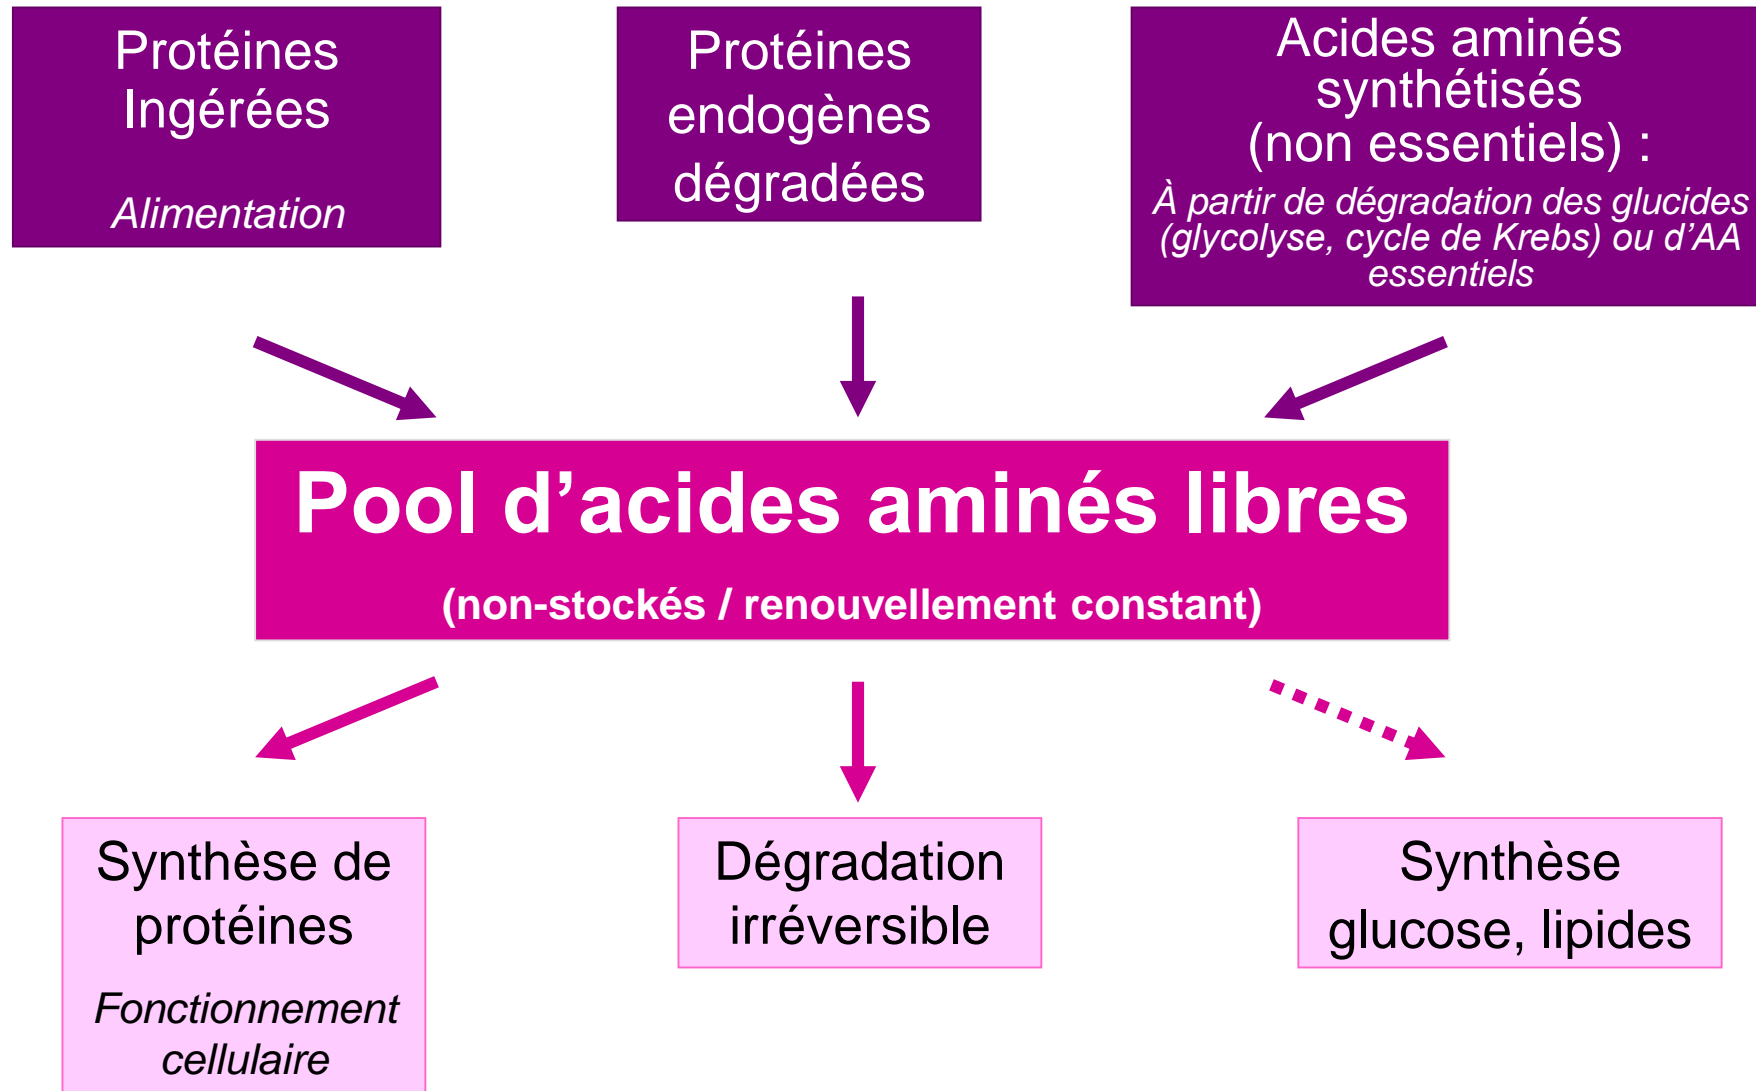 Protéines
Ingérées
Alimentation
Protéines
endogènes
dégradées
Acides aminés
synthétisés
(non essentiels) :
À partir de dégradation des glucides
(glycolyse, cycle de Krebs) ou d’AA
essentiels
Pool d’acides aminés libres
(non-stockés / renouvellement constant)
Synthèse de
protéines
Fonctionnement
cellulaire
Dégradation
irréversible
Synthèse
glucose, lipides